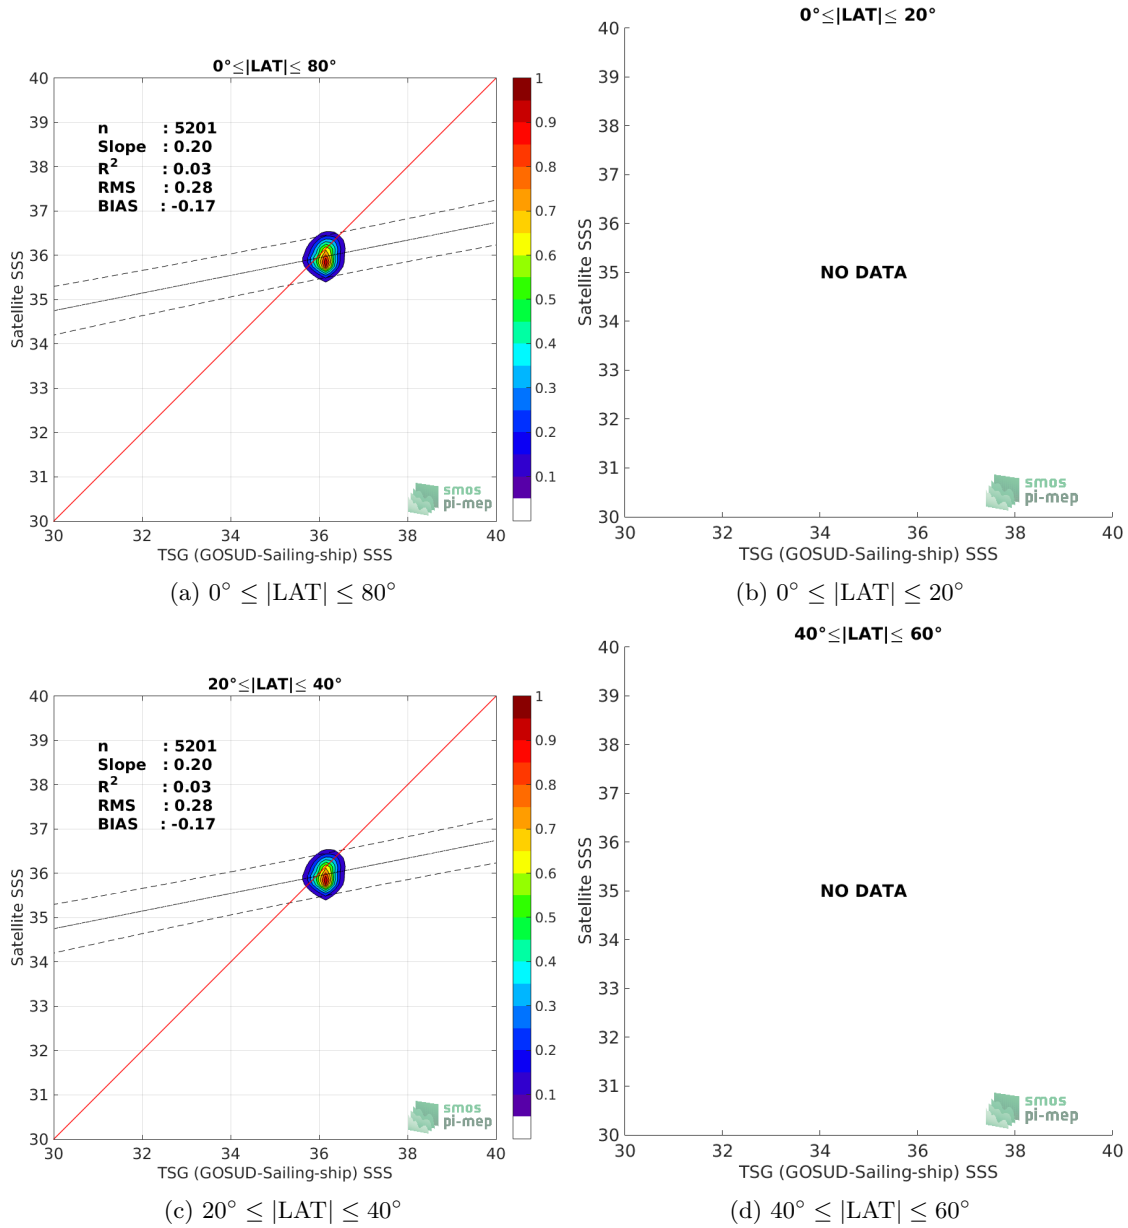 0°≤|LAT|≤ 80°
40
39
38
37
36
35
34
33
32
31
30
Satellite SSS
n : 5201
Slope : 0.20
R² : 0.03
RMS : 0.28
BIAS : -0.17
smos
pi-mep
30 32 34 36 38 40
TSG (GOSUD-Sailing-ship) SSS
1
0.9
0.8
0.7
0.6
0.5
0.4
0.3
0.2
0.1
(a) 0° ≤ |LAT| ≤ 80°
0°≤|LAT|≤ 20°
40
39
38
37
36
35
34
33
32
31
30
Satellite SSS
NO DATA
smos
pi-mep
30 32 34 36 38 40
TSG (GOSUD-Sailing-ship) SSS
(b) 0° ≤ |LAT| ≤ 20°
20°≤|LAT|≤ 40°
40
39
38
37
36
35
34
33
32
31
30
Satellite SSS
n : 5201
Slope : 0.20
R² : 0.03
RMS : 0.28
BIAS : -0.17
smos
pi-mep
30 32 34 36 38 40
TSG (GOSUD-Sailing-ship) SSS
1
0.9
0.8
0.7
0.6
0.5
0.4
0.3
0.2
0.1
(c) 20° ≤ |LAT| ≤ 40°
40°≤|LAT|≤ 60°
40
39
38
37
36
35
34
33
32
31
30
Satellite SSS
NO DATA
smos
pi-mep
30 32 34 36 38 40
TSG (GOSUD-Sailing-ship) SSS
(d) 40° ≤ |LAT| ≤ 60°